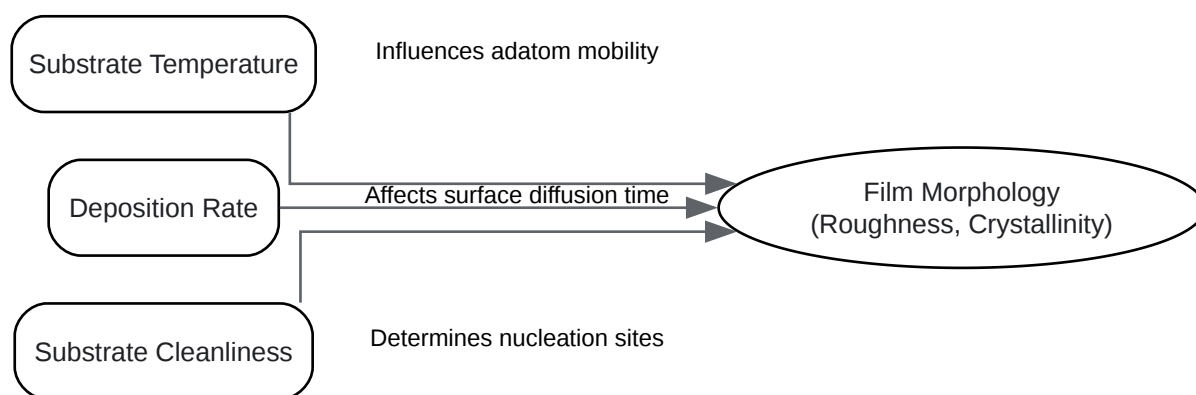 Substrate Temperature
Influences adatom mobility
Deposition Rate
Affects surface diffusion time
Film Morphology
(Roughness, Crystallinity)
Substrate Cleanliness
Determines nucleation sites